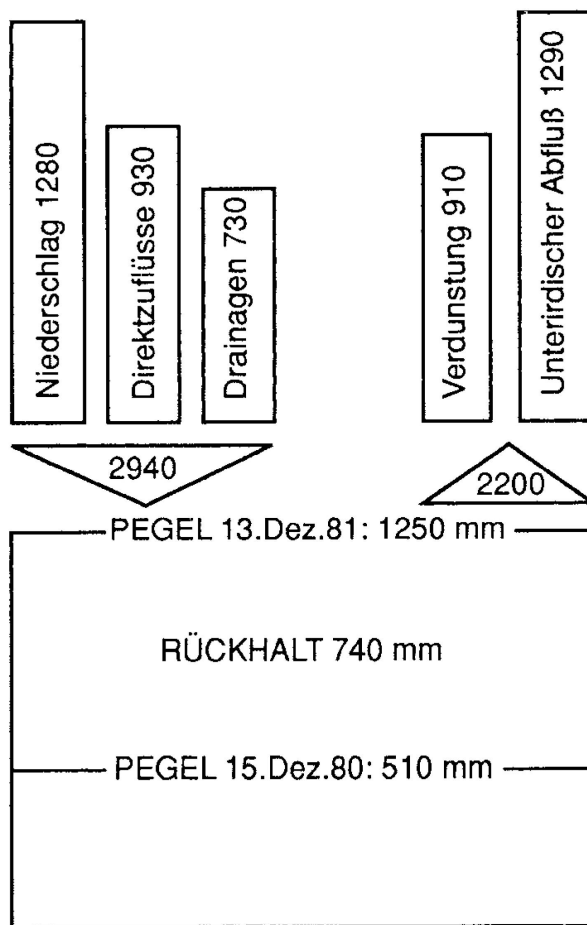 Niederschlag 1280
Direktzuflüsse 930
Drainagen 730
Verdunstung 910
Unterirdischer Abfluß 1290
2940
2200
PEGEL 13.Dez.81: 1250 mm
RÜCKHALT 740 mm
PEGEL 15.Dez.80: 510 mm